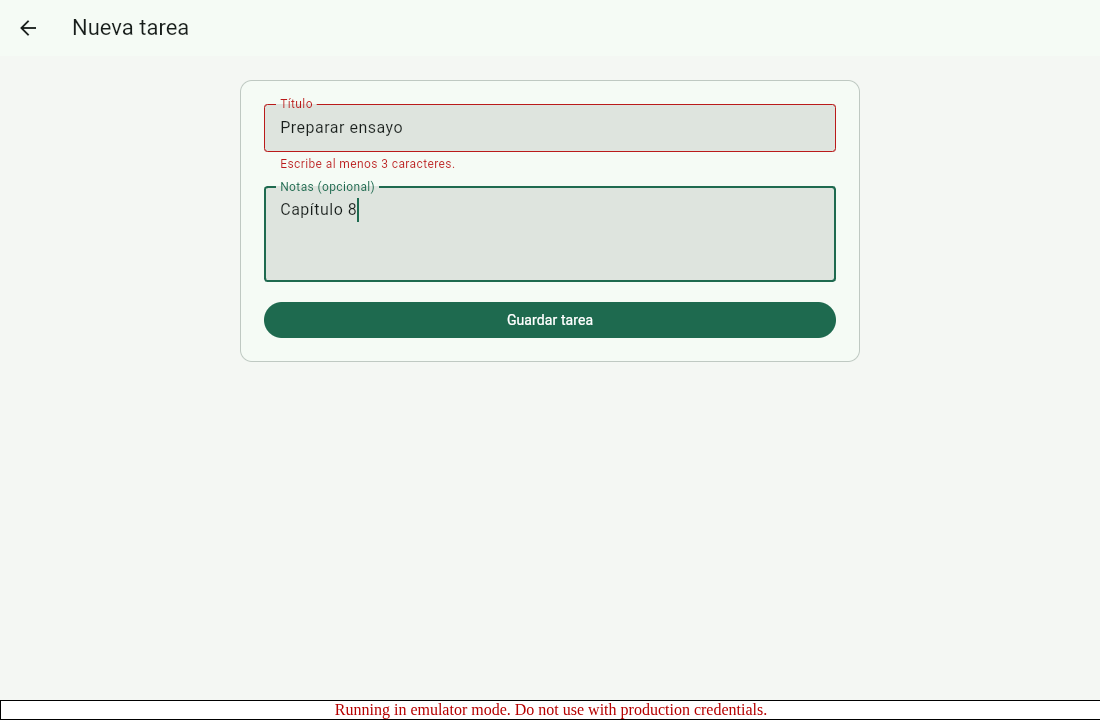 Nueva tarea
Título
Preparar ensayo
Escribe al menos 3 caracteres.
Notas (opcional)
Capítulo 8
Guardar tarea
Running in emulator mode. Do not use with production credentials.